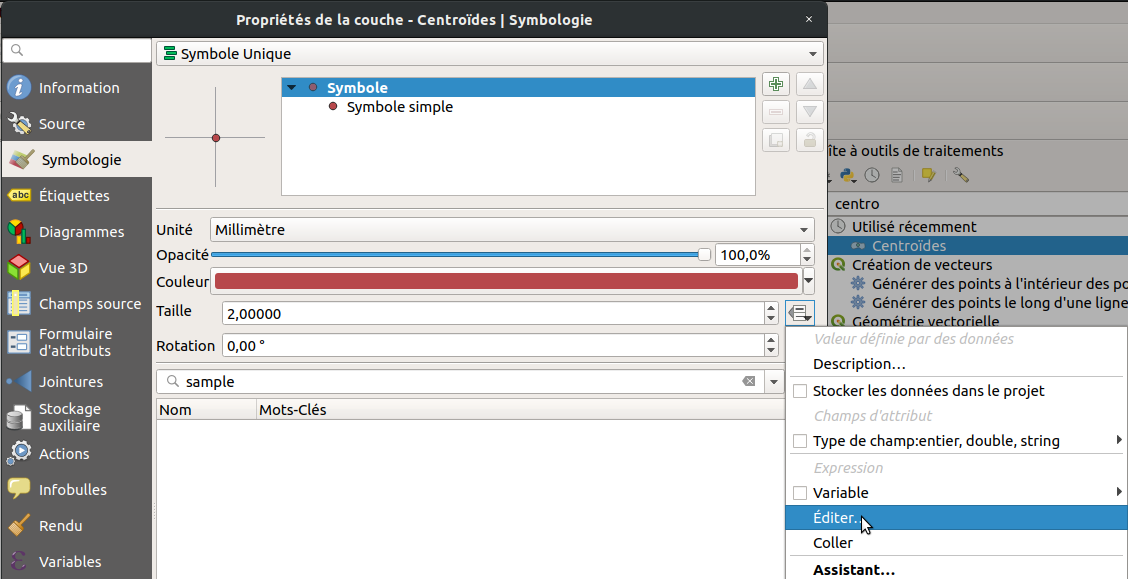 Propriétés de la couche - Centroïdes | Symbologie
Information
Source
Symbologie
abc Étiquettes
Diagrammes
Vue 3D
Champs source
Formulaire
d'attributs
Jointures
Stockage
auxiliaire
Actions
Infobulles
Rendu
Variables
Symbole Unique
Symbole
Symbole simple
Unité Millimètre
Opacité 100,0%
Couleur
Taille 2,00000
Rotation 0,00 °
sample
Nom Mots-Clés
îte à outils de traitements
centro
Utilisé récemment
Centroïdes
Création de vecteurs
Générer des points à l'intérieur des po
Générer des points le long d'une ligne
Géométrie vectorielle
Valeur définie par des données
Description...
Stocker les données dans le projet
Champs d'attribut
Type de champ:entier, double, string
Expression
Variable
Éditer...
Coller
Assistant...